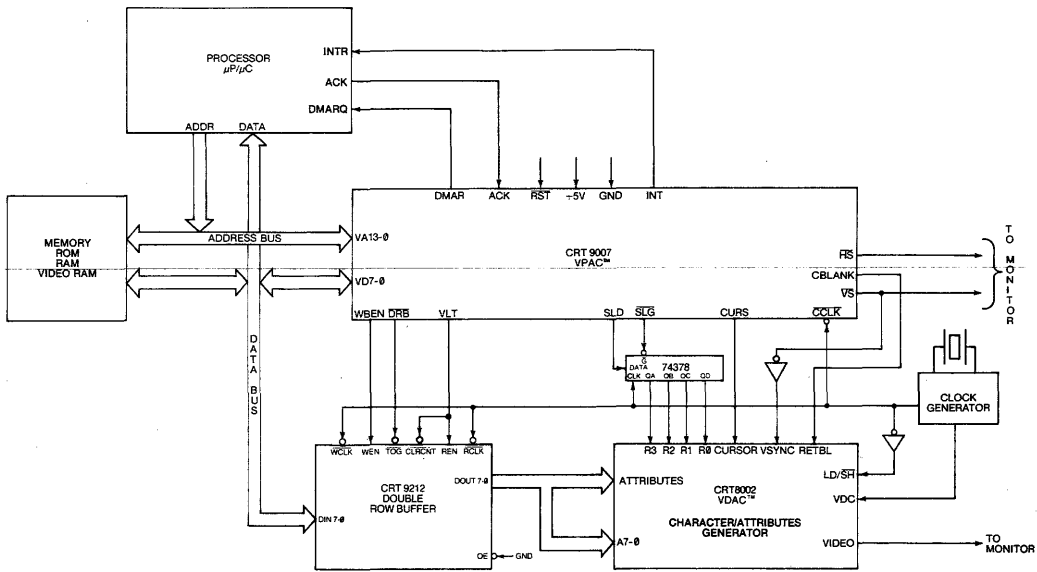 PROCESSOR
μP/μC
INTR
ACK
DMARQ
ADDR DATA
MEMORY
ROM
RAM
VIDEO RAM
ADDRESS BUS
DATA BUS
DMAR ACK RST +5V GND INT
VA13-0
VD7-0
CRT 9007
VPAC™
HS
CBLANK
VS
WBEN DRB VLT SLD SLG CURS CCLK
TO MONITOR
G
DATA 74378
CLK QA QB QC QD
CLOCK
GENERATOR
WCLK WEN TOG CLRCNT REN RCLK
DOUT 7-0
CRT 9212
DOUBLE
ROW BUFFER
DIN 7-0
OE GND
R3 R2 R1 R0 CURSOR VSYNC RETBL
ATTRIBUTES
LD/SH
CRT8002
VDAC™
VDC
CHARACTER/ATTRIBUTES
GENERATOR
A7-0
VIDEO
TO
MONITOR